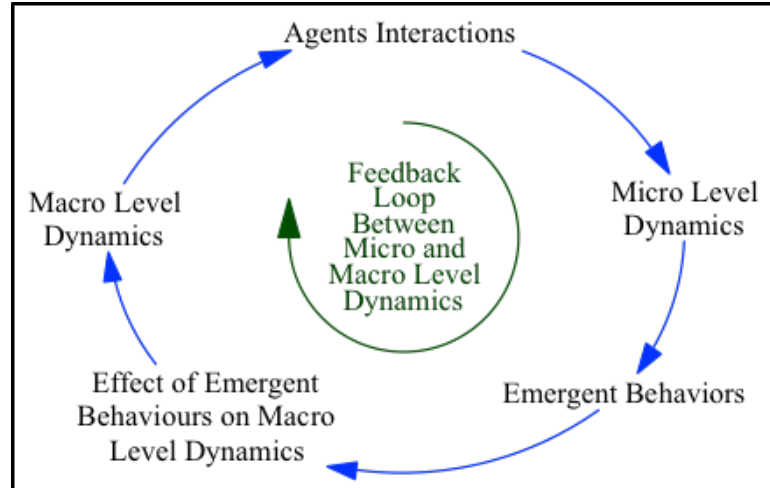 Agents Interactions
Micro Level
Dynamics
Emergent Behaviors
Effect of Emergent
Behaviours on Macro
Level Dynamics
Macro Level
Dynamics
Feedback
Loop
Between
Micro and
Macro Level
Dynamics